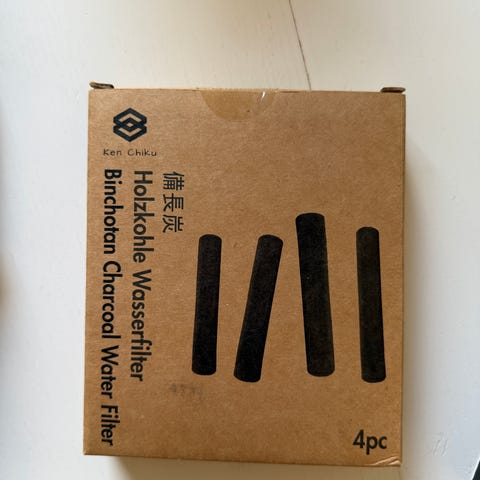 Ken Chiku
備長炭
Holzkohle Wasserfilter
Binchotan Charcoal Water Filter
4pc